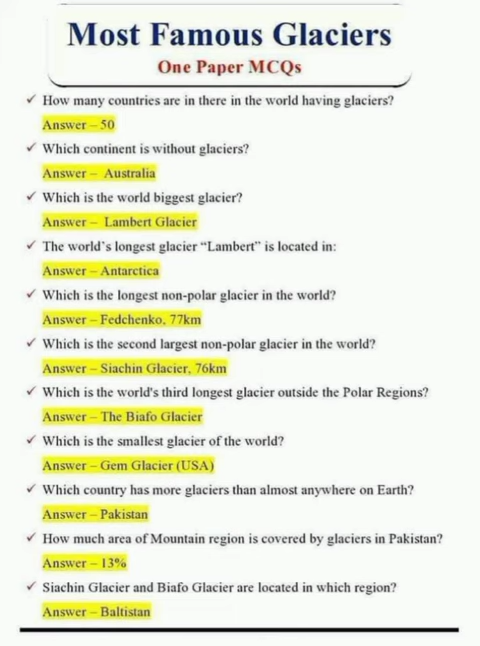 Most Famous Glaciers
One Paper MCQs
✓ How many countries are in there in the world having glaciers?
Answer – 50
✓ Which continent is without glaciers?
Answer – Australia
✓ Which is the world biggest glacier?
Answer – Lambert Glacier
✓ The world's longest glacier “Lambert” is located in:
Answer – Antarctica
✓ Which is the longest non-polar glacier in the world?
Answer – Fedchenko, 77km
✓ Which is the second largest non-polar glacier in the world?
Answer – Siachin Glacier, 76km
✓ Which is the world's third longest glacier outside the Polar Regions?
Answer – The Biafo Glacier
✓ Which is the smallest glacier of the world?
Answer – Gem Glacier (USA)
✓ Which country has more glaciers than almost anywhere on Earth?
Answer – Pakistan
✓ How much area of Mountain region is covered by glaciers in Pakistan?
Answer – 13%
✓ Siachin Glacier and Biafo Glacier are located in which region?
Answer – Baltistan